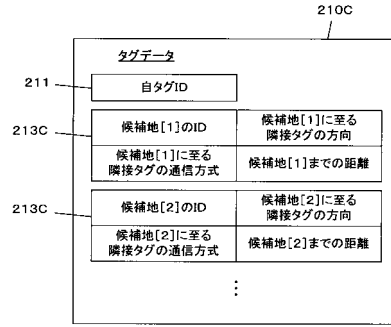 210C
タグデータ
211
自タグID
213C
候補地[1]のID
候補地[1]に至る
隣接タグの方向
候補地[1]に至る
隣接タグの通信方式
候補地[1]までの距離
213C
候補地[2]のID
候補地[2]に至る
隣接タグの方向
候補地[2]に至る
隣接タグの通信方式
候補地[2]までの距離
⋮